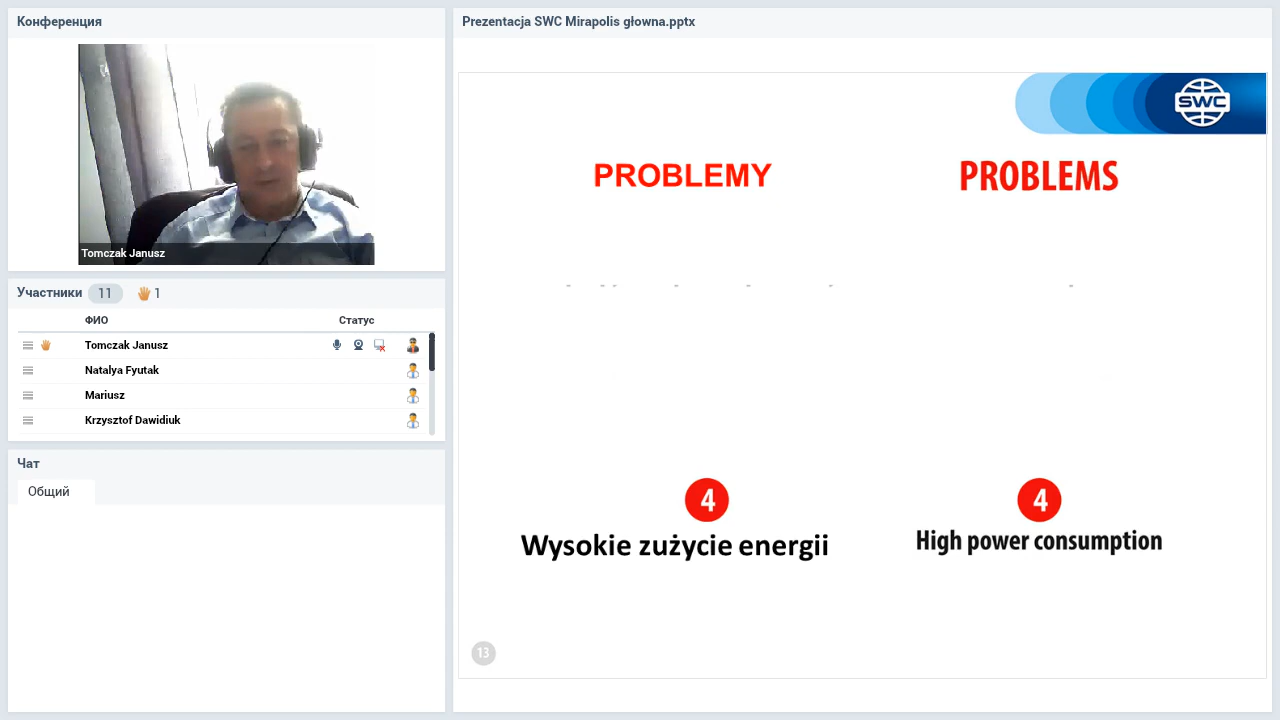 Конференция
Tomczak Janusz
Участники 11 1
ФИО Статус
Tomczak Janusz
Natalya Fyutak
Mariusz
Krzysztof Dawidiuk
Чат
Общий
Prezentacja SWC Mirapolis głowna.pptx
SWC
PROBLEMY PROBLEMS
4 4
Wysokie zużycie energii High power consumption
13